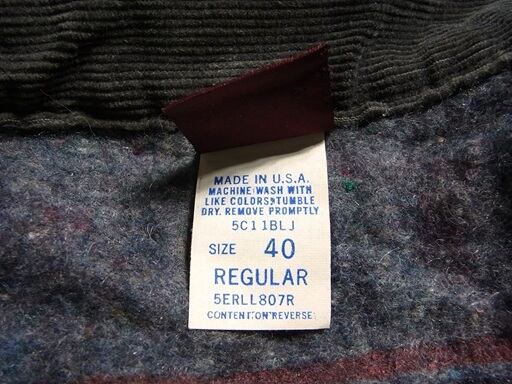 MADE IN U.S.A.
MACHINE WASH WITH
LIKE COLORS•TUMBLE
DRY. REMOVE PROMPTLY
5C11BLJ
SIZE 40
REGULAR
5ERLL807R
CONTENT ON REVERSE